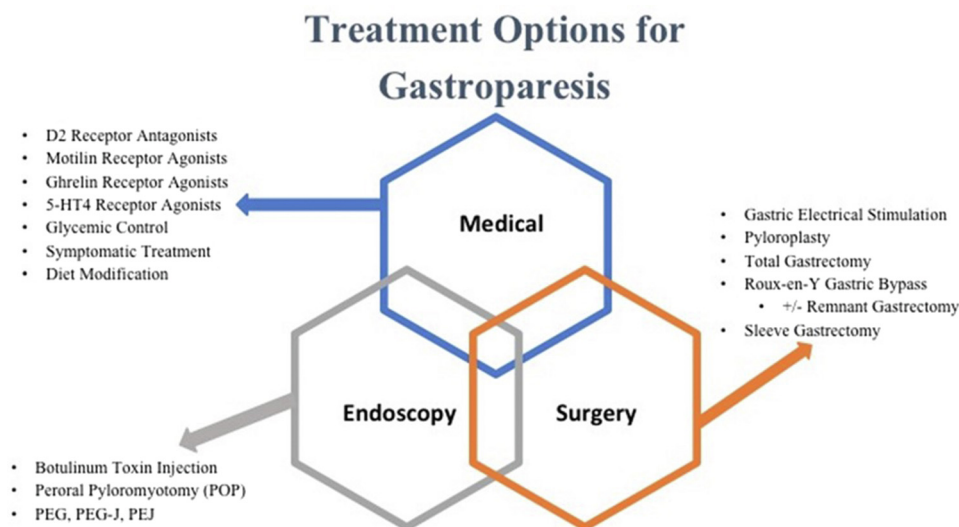 Treatment Options for
Gastroparesis
• D2 Receptor Antagonists
• Motilin Receptor Agonists
• Ghrelin Receptor Agonists
• 5-HT4 Receptor Agonists
• Glycemic Control
• Symptomatic Treatment
• Diet Modification
Medical
• Gastric Electrical Stimulation
• Pyloroplasty
• Total Gastrectomy
• Roux-en-Y Gastric Bypass
• +/- Remnant Gastrectomy
• Sleeve Gastrectomy
Endoscopy
Surgery
• Botulinum Toxin Injection
• Peroral Pyloromyotomy (POP)
• PEG, PEG-J, PEJ